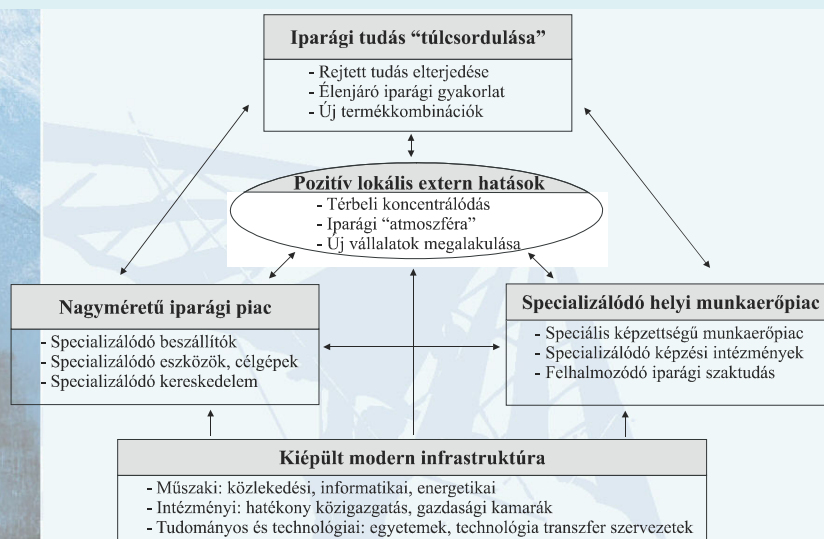 Iparági tudás “túlcsordulása”
- Rejtett tudás elterjedése
- Élenjáró iparági gyakorlat
- Új termékkombinációk
Pozitív lokális extern hatások
- Térbeli koncentrálódás
- Iparági “atmoszféra”
- Új vállalatok megalakulása
Nagyméretű iparági piac
- Specializálódó beszállítók
- Specializálódó eszközök, célgépek
- Specializálódó kereskedelem
Specializálódó helyi munkaerőpiac
- Speciális képzettségű munkaerőpiac
- Specializálódó képzési intézmények
- Felhalmozódó iparági szaktudás
Kiépült modern infrastruktúra
- Műszaki: közlekedési, informatikai, energetikai
- Intézményi: hatékony közigazgatás, gazdasági kamarák
- Tudományos és technológiai: egyetemek, technológia transzfer szervezetek